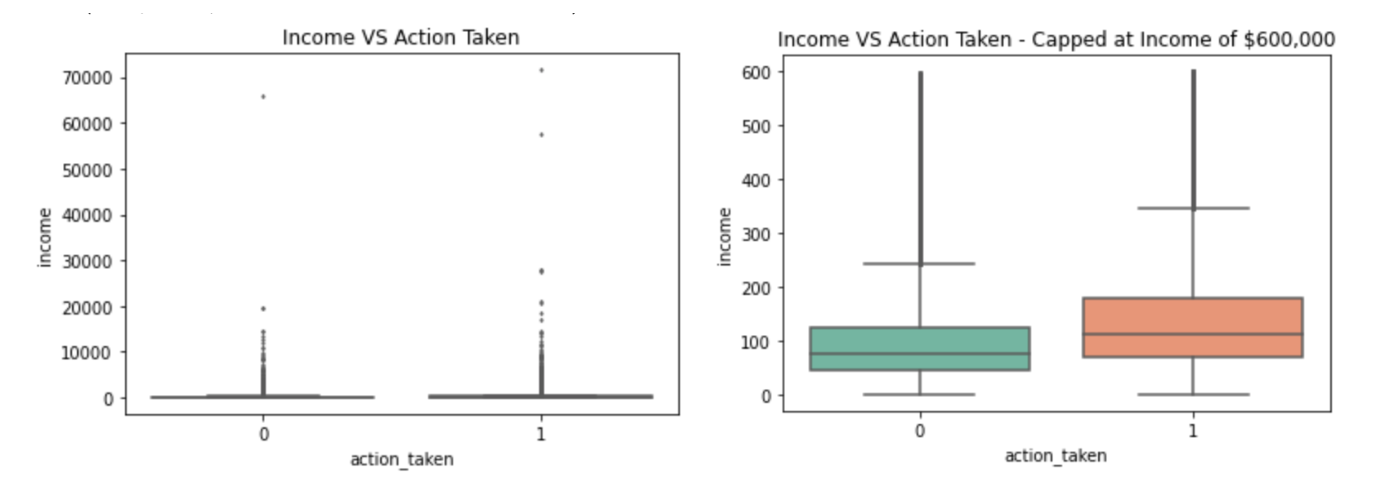 Income VS Action Taken
70000
60000
50000
40000
30000
20000
10000
0
income
0 1
action_taken
Income VS Action Taken - Capped at Income of $600,000
600
500
400
300
200
100
0
income
0 1
action_taken